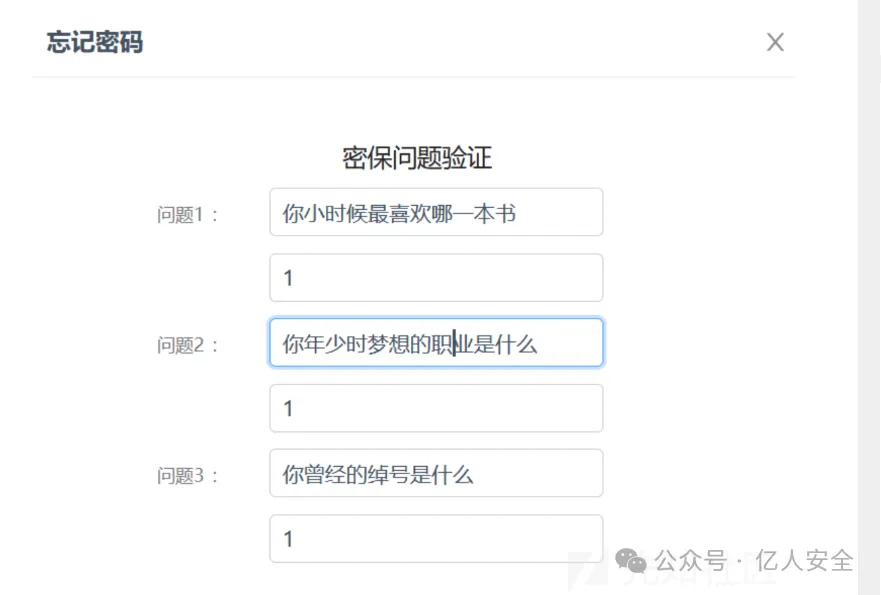 忘记密码
密保问题验证
问题1：
你小时候最喜欢哪一本书
1
问题2：
你年少时梦想的职业是什么
1
问题3：
你曾经的绰号是什么
1
公众号 · 亿人安全